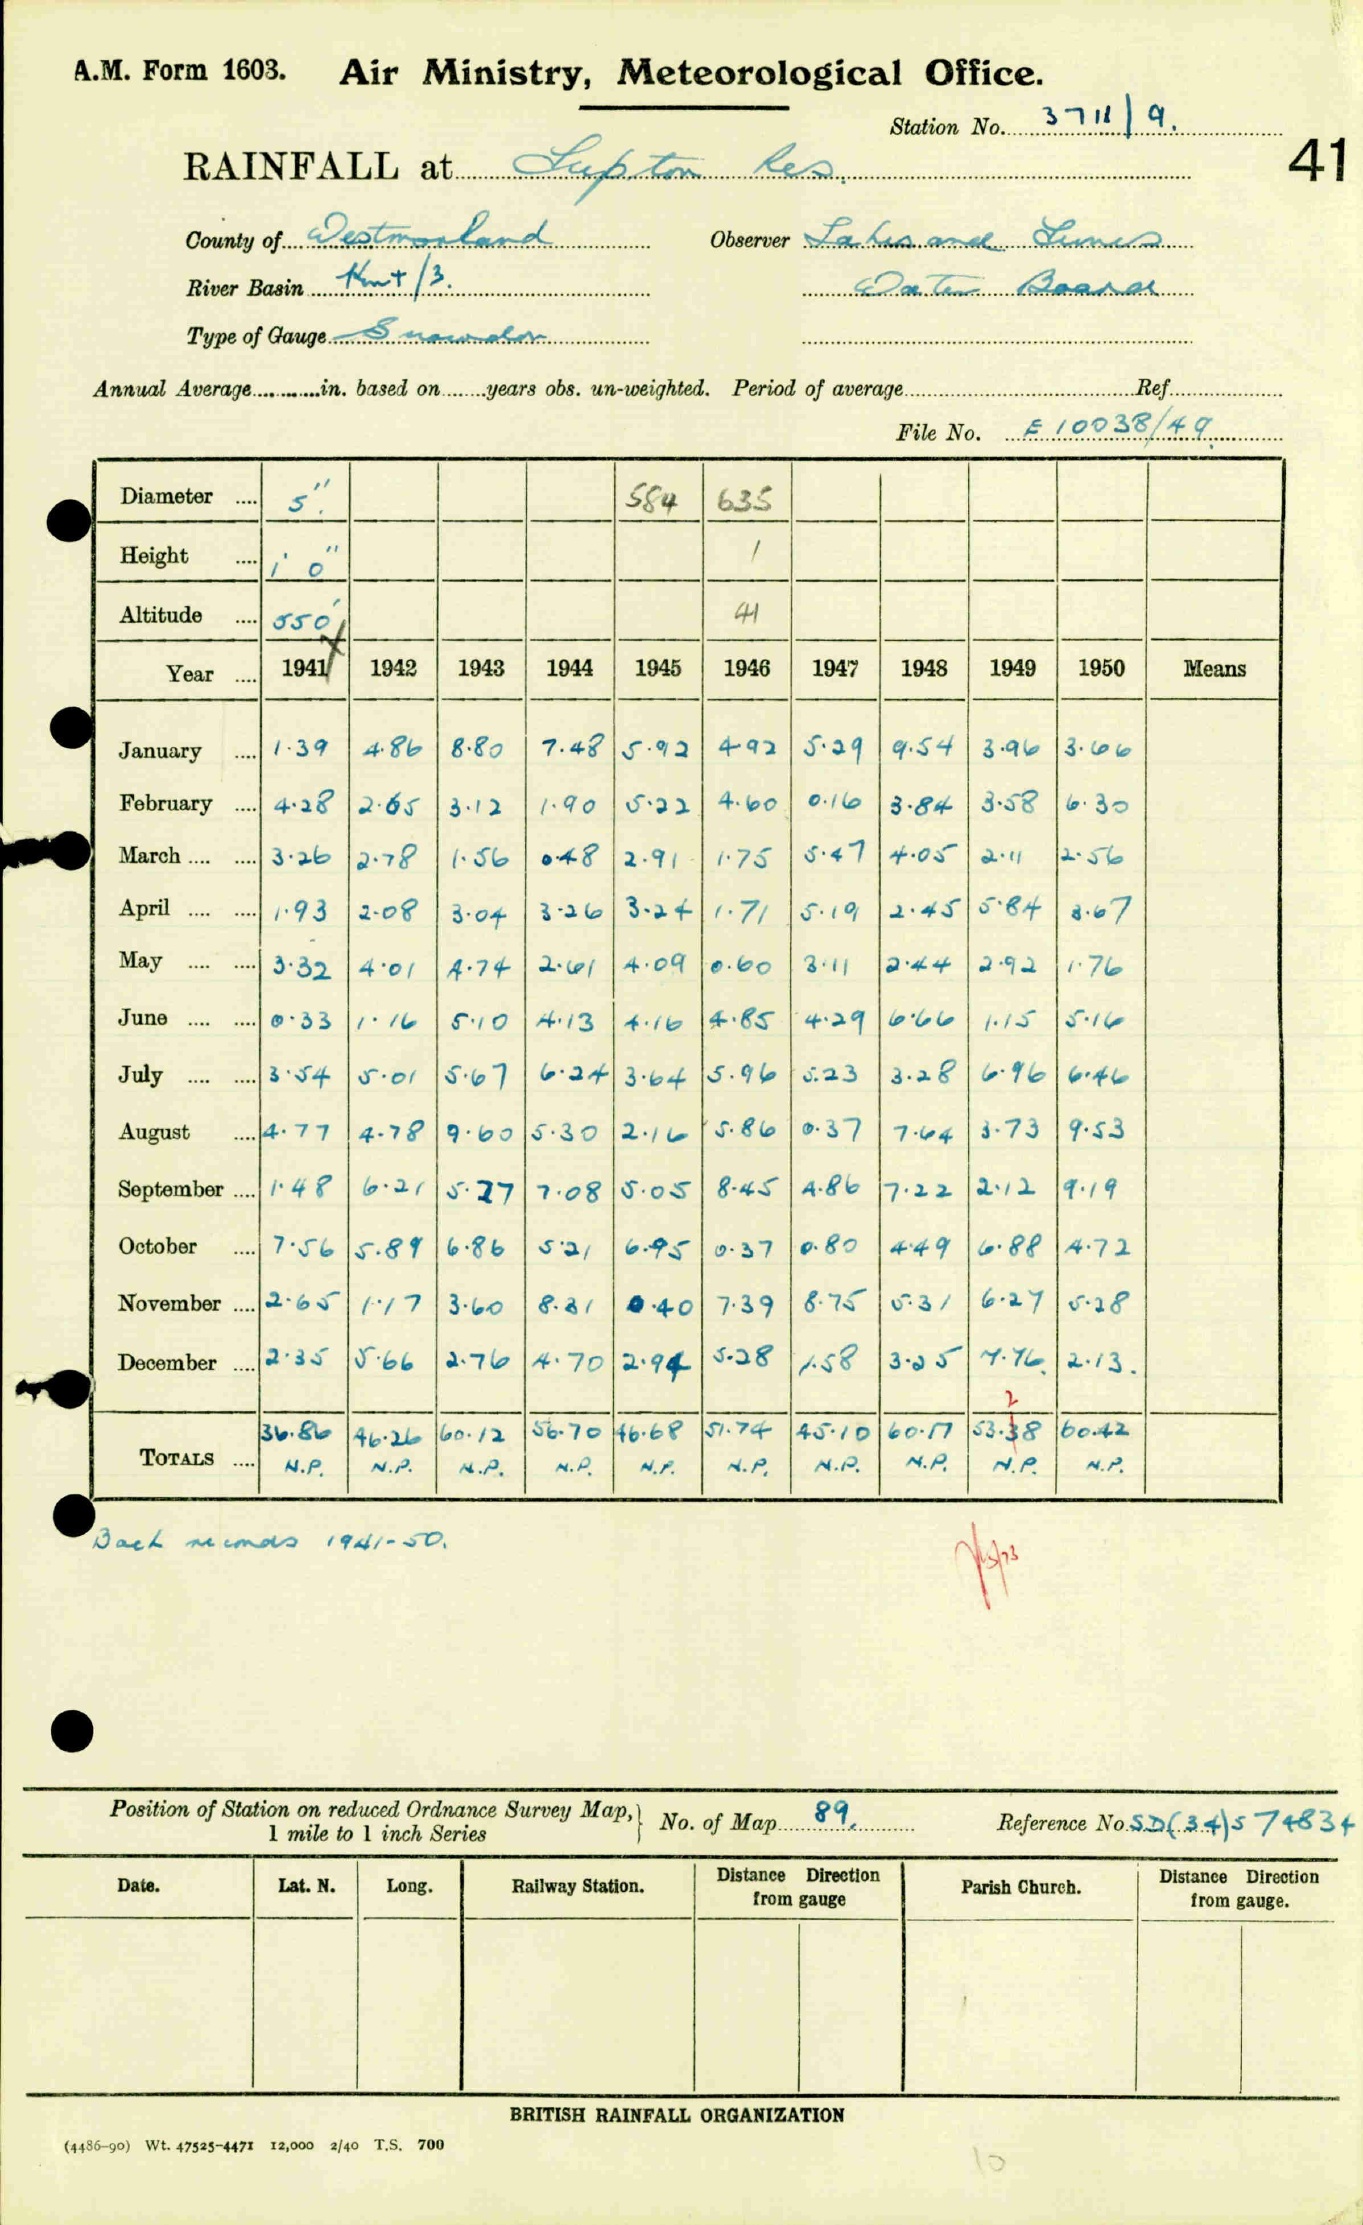 A.M. Form 1603. Air Ministry, Meteorological Office.
Station No. 3711/9.
41
RAINFALL at Lupton Res.
County of Westmorland Observer Lakes and Lunes
River Basin Kent/3. Water Board
Type of Gauge Snowdon
Annual Average in. based on years obs. un-weighted. Period of average Ref.
File No. E 10038/49.
Diameter .... 5". 584 635
Height .... 1' 0" 1
Altitude .... 550' 41
Year .... 1941 1942 1943 1944 1945 1946 1947 1948 1949 1950 Means
January .... 1.39 4.86 8.80 7.48 5.92 4.92 5.29 9.54 3.96 3.66
February .... 4.28 2.65 3.12 1.90 5.22 4.60 0.16 3.84 3.58 6.30
March .... .... 3.26 2.78 1.56 0.48 2.91 1.75 5.47 4.05 2.11 2.56
April .... .... 1.93 2.08 3.04 3.26 3.24 1.71 5.19 2.45 5.84 3.67
May .... .... 3.32 4.01 4.74 2.61 4.09 0.60 3.11 2.44 2.92 1.76
June .... .... 0.33 1.16 5.10 4.13 4.16 4.85 4.29 6.66 1.15 5.16
July .... .... 3.54 5.01 5.67 6.24 3.64 5.96 5.23 3.28 6.96 6.46
August .... 4.77 4.78 9.60 5.30 2.16 5.86 0.37 7.64 3.73 9.53
September .... 1.48 6.21 5.27 7.08 5.05 8.45 4.86 7.22 2.12 9.19
October .... 7.56 5.89 6.86 5.21 6.95 0.37 0.80 4.49 6.88 4.72
November .... 2.65 1.17 3.60 8.31 0.40 7.39 8.75 5.31 6.27 5.28
December .... 2.35 5.66 2.76 4.70 2.94 5.28 1.58 3.25 7.76. 2.13.
2
TOTALS .... 36.86 46.26 60.12 56.70 46.68 51.74 45.10 60.17 53.38 60.42
N.P. N.P. N.P. N.P. N.P. N.P. N.P. N.P. N.P. N.P.
Back records 1941-50.
Position of Station on reduced Ordnance Survey Map, No. of Map 89. Reference No. SD(34)574834
1 mile to 1 inch Series
Date. Lat. N. Long. Railway Station. Distance Direction from gauge Parish Church. Distance Direction from gauge.
BRITISH RAINFALL ORGANIZATION
(4486-90) Wt. 47525-4471 12,000 2/40 T.S. 700
10